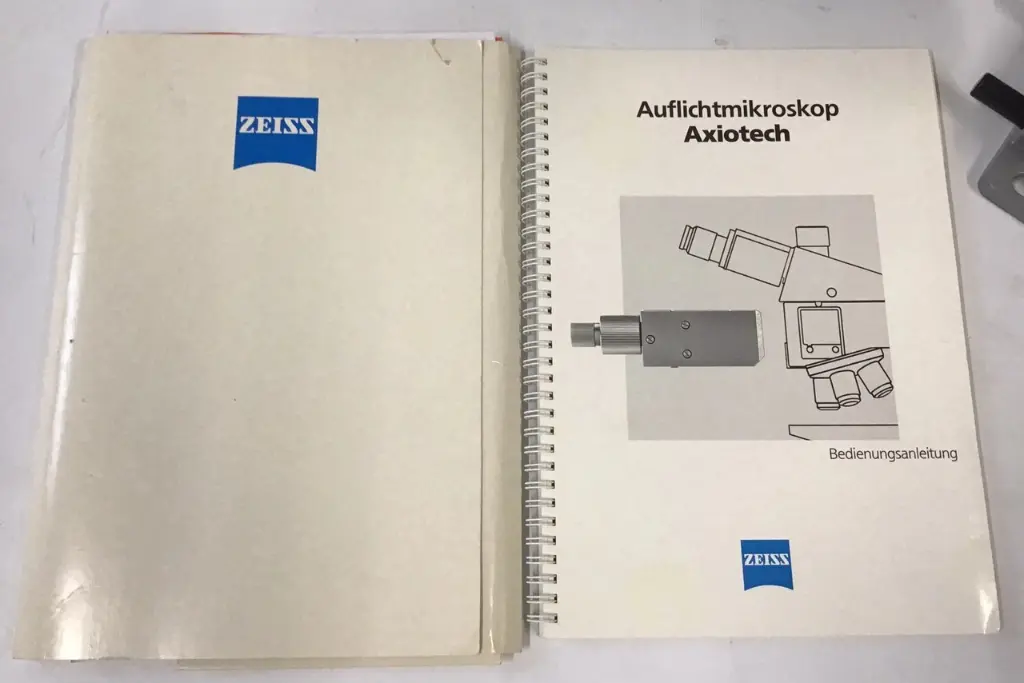 ZEISS
Auflichtmikroskop
Axiotech
Bedienungsanleitung
ZEISS